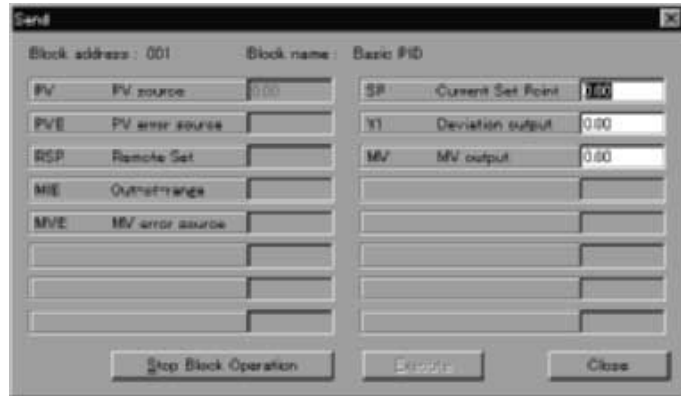 Send
Block address : 001 Block name : Basic PID
PV PV source 0.00 SP Current Set Point 0.00
PVE PV error source Y1 Deviation output 0.00
RSP Remote Set MV MV output 0.00
MIE Out-of-range
MVE MV error source
Stop Block Operation Execute Close